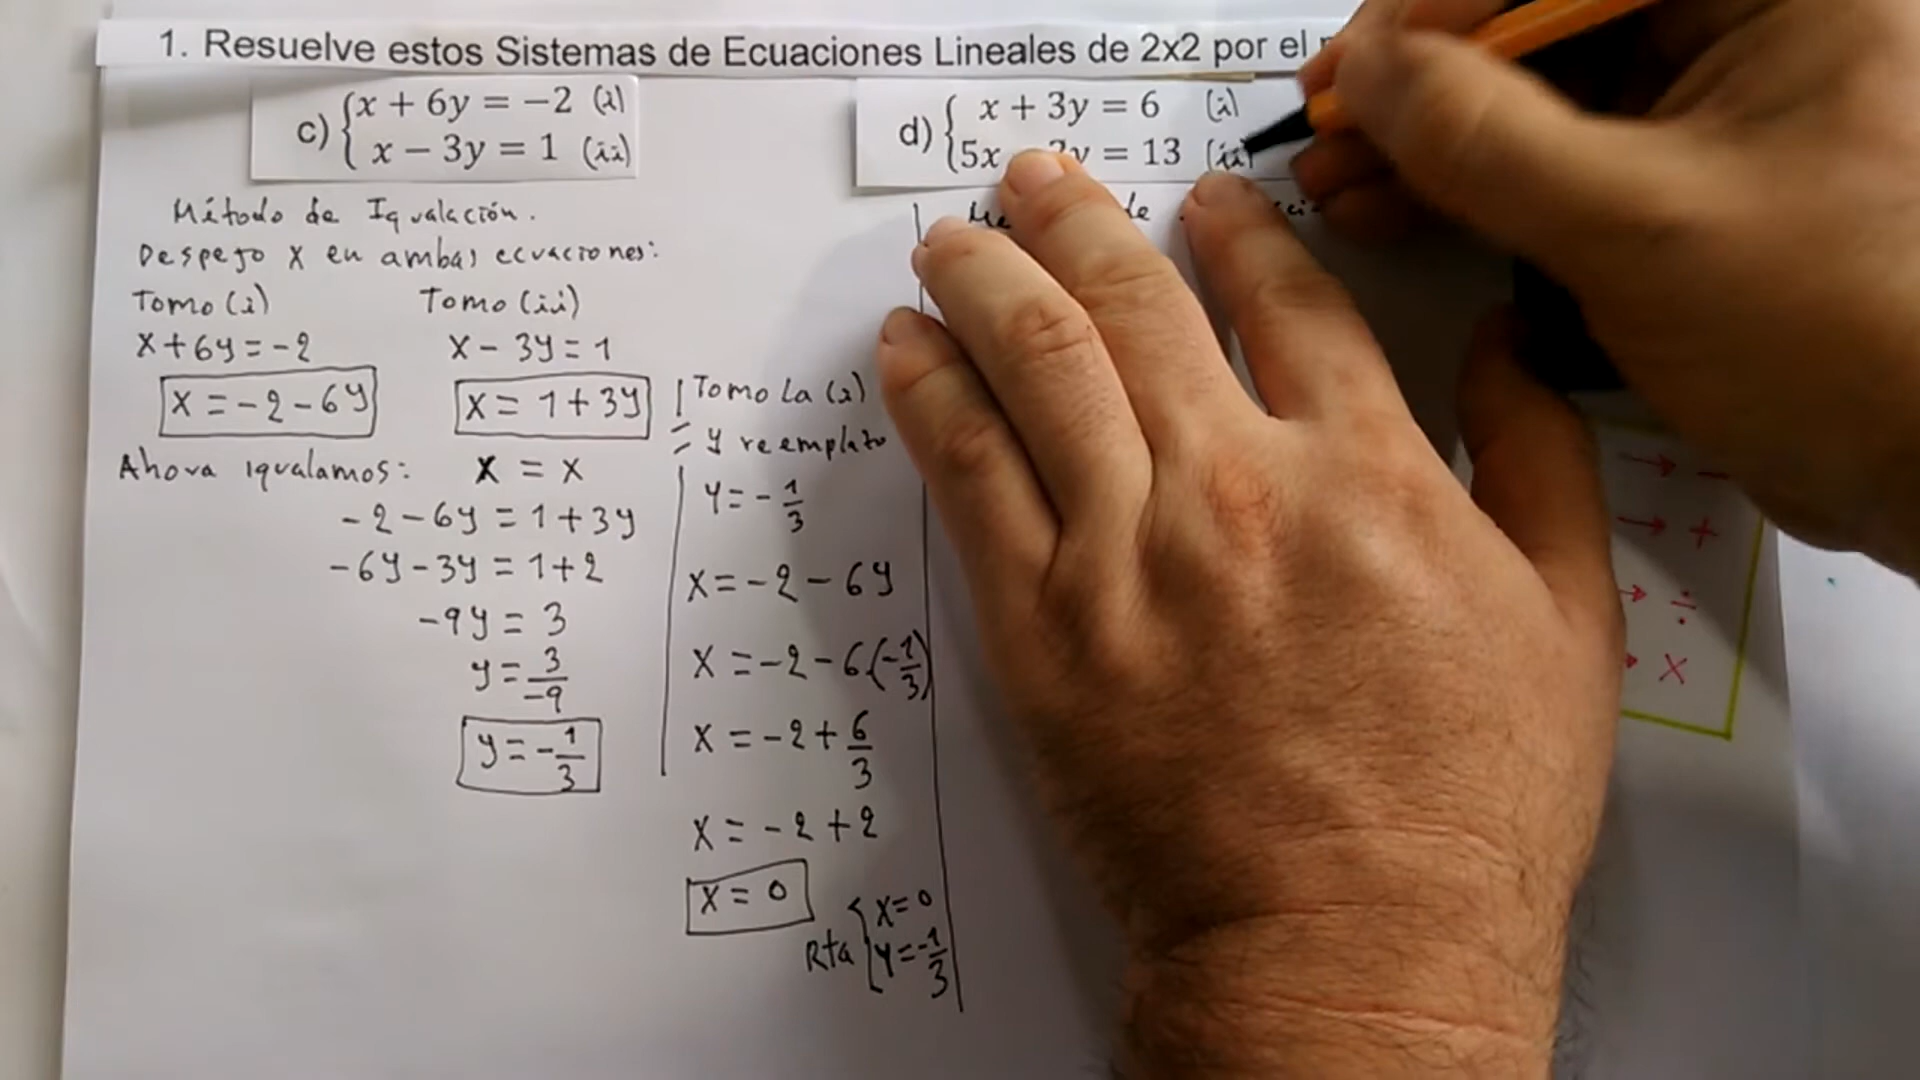 1. Resuelve estos Sistemas de Ecuaciones Lineales de 2x2 por el
c) x + 6y = −2 (i)
x − 3y = 1 (ii)
Método de Igualación.
Despejo x en ambas ecuaciones:
Tomo (i)
x + 6y = -2
x = -2 - 6y
Tomo (ii)
x - 3y = 1
x = 1 + 3y
Ahora igualamos: x = x
-2 - 6y = 1 + 3y
-6y - 3y = 1 + 2
-9y = 3
y = 3/-9
y = -1/3
Tomo La (i)
y reemplazo
y = -1/3
x = -2 - 6y
x = -2 - 6(-1/3)
x = -2 + 6/3
x = -2 + 2
x = 0
Rta { x = 0
y = -1/3
d) x + 3y = 6 (i)
5x y = 13 (ii)
de
→ −
→ +
→ ÷
→ X